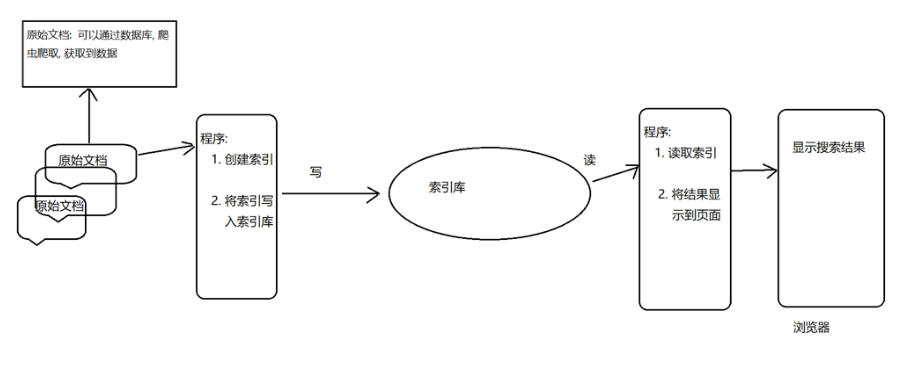 原始文档: 可以通过数据库, 爬
虫爬取, 获取到数据
原始文档
原始文档
程序:
1. 创建索引
2. 将索引写
入索引库
写
索引库
读
程序:
1. 读取索引
2. 将结果显
示到页面
显示搜索结果
浏览器